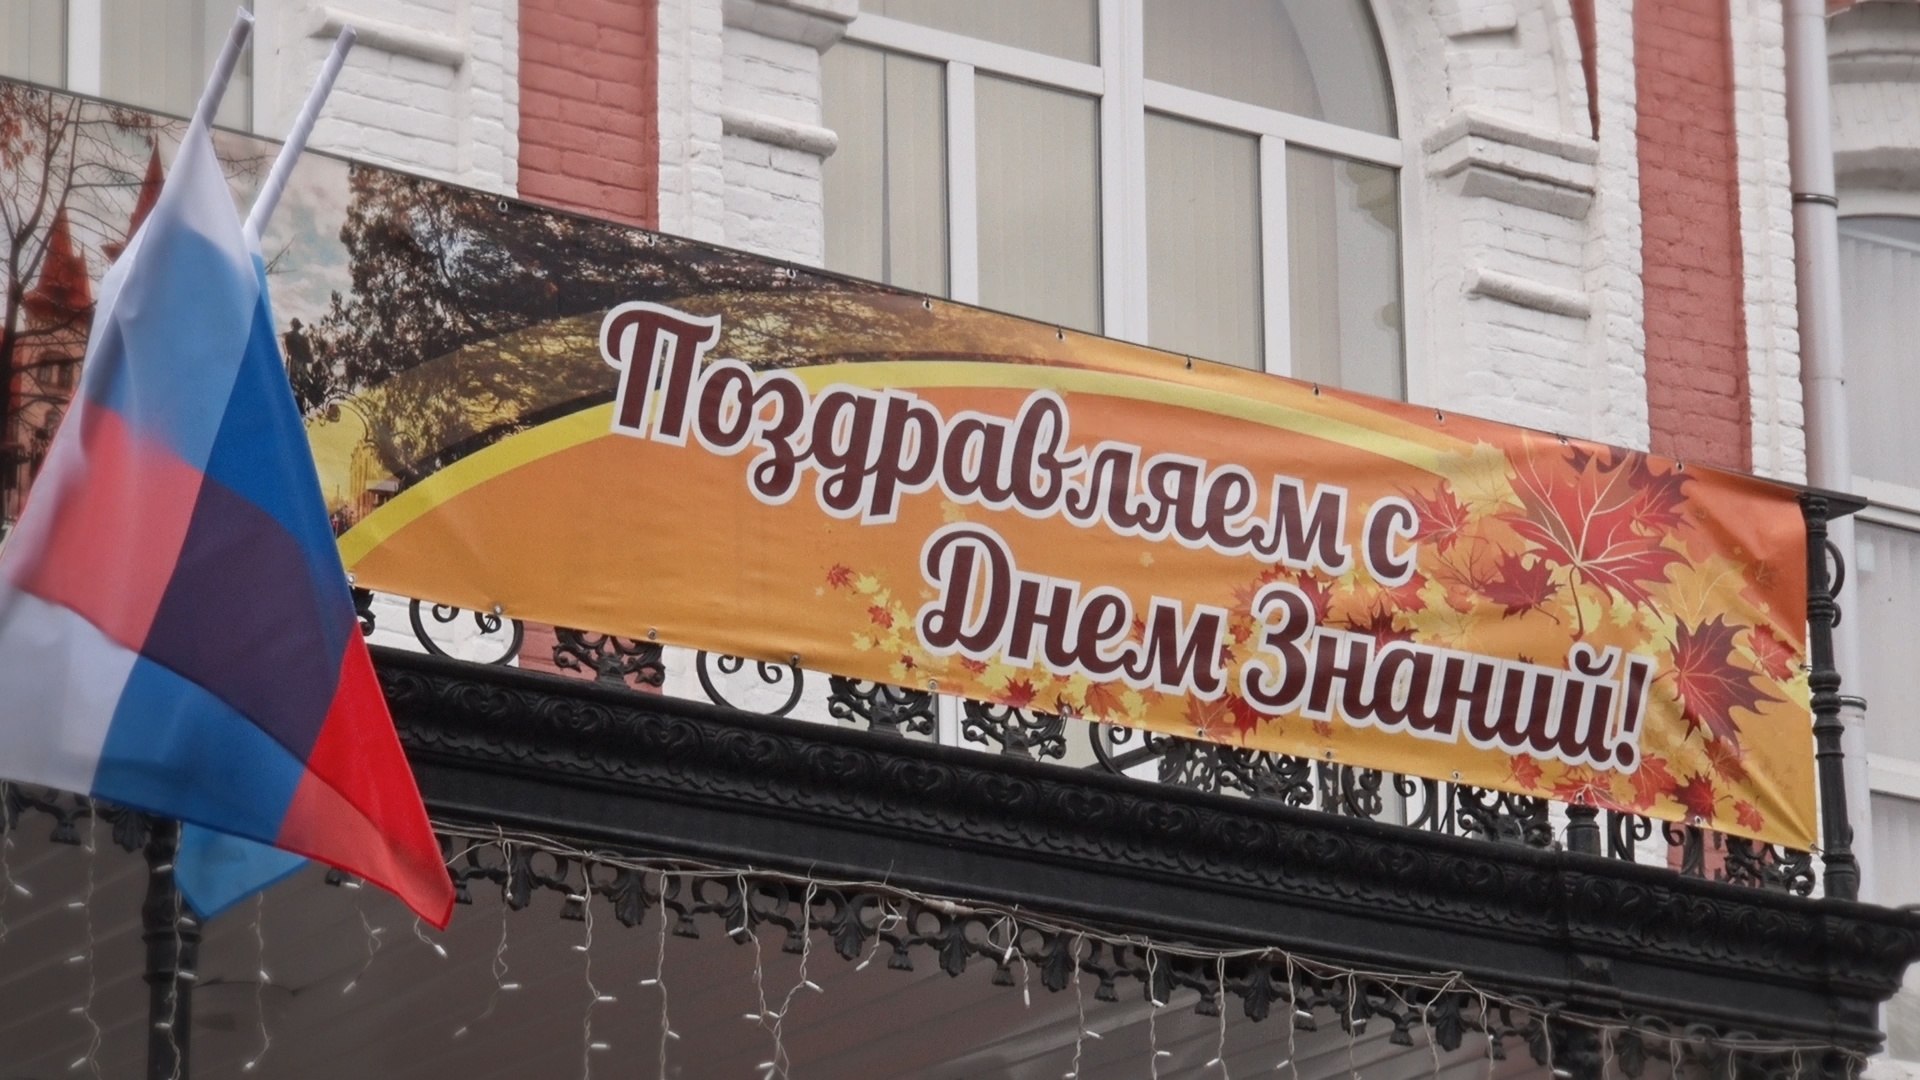 Поздравляем с
Днем Знаний!